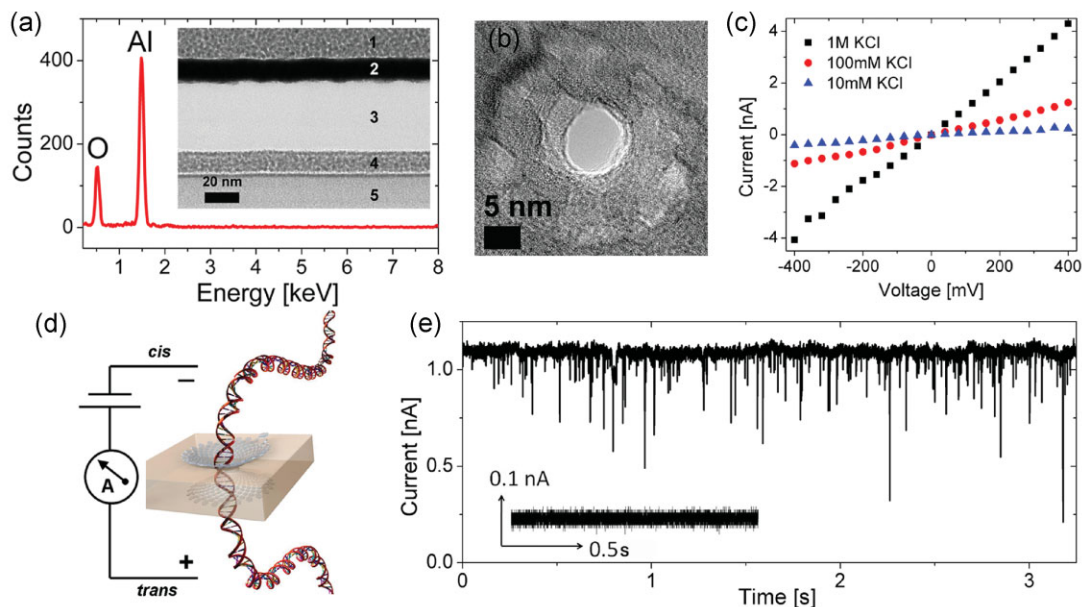 (a)
Al
O
Counts
400
200
0
1
2
3
4
5
20 nm
1 2 3 4 5 6 7 8
Energy [keV]
(b)
5 nm
(c)
1M KCl
100mM KCl
10mM KCl
Current [nA]
4
2
0
-2
-4
-400 -200 0 200 400
Voltage [mV]
(d)
cis
−
A
+
trans
(e)
Current [nA]
1.0
0.5
0.0
0.1 nA
0.5s
0 1 2 3
Time [s]